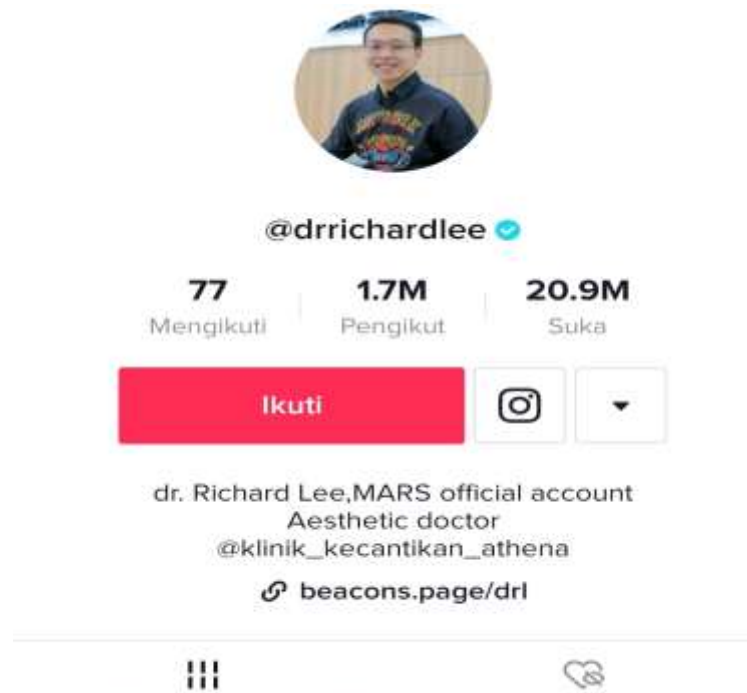 @drrichardlee
77 1.7M 20.9M
Mengikuti Pengikut Suka
Ikuti
dr. Richard Lee,MARS official account
Aesthetic doctor
@klinik_kecantikan_athena
beacons.page/drl